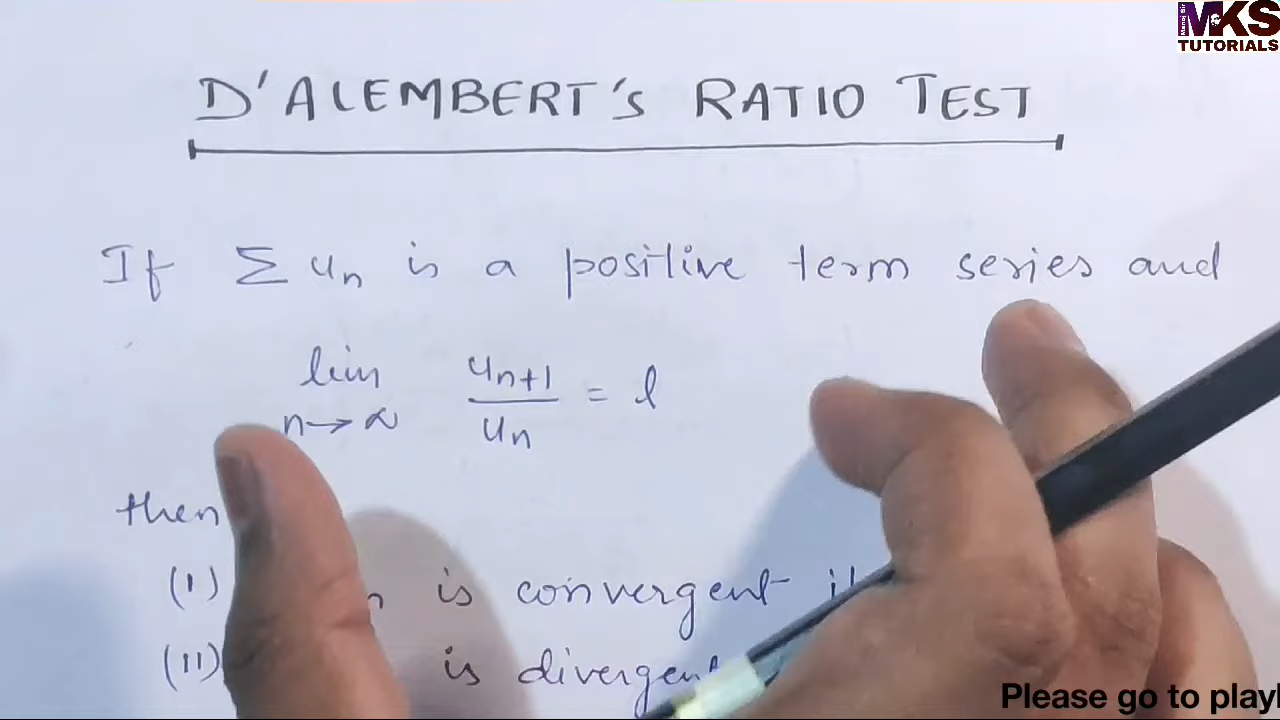 MKS
TUTORIALS
D'ALEMBERT'S RATIO TEST
If Σ un is a positive term series and
lim n→∞ un+1/un = l
then
(I) n is convergent
(II) is divergent
Please go to playl